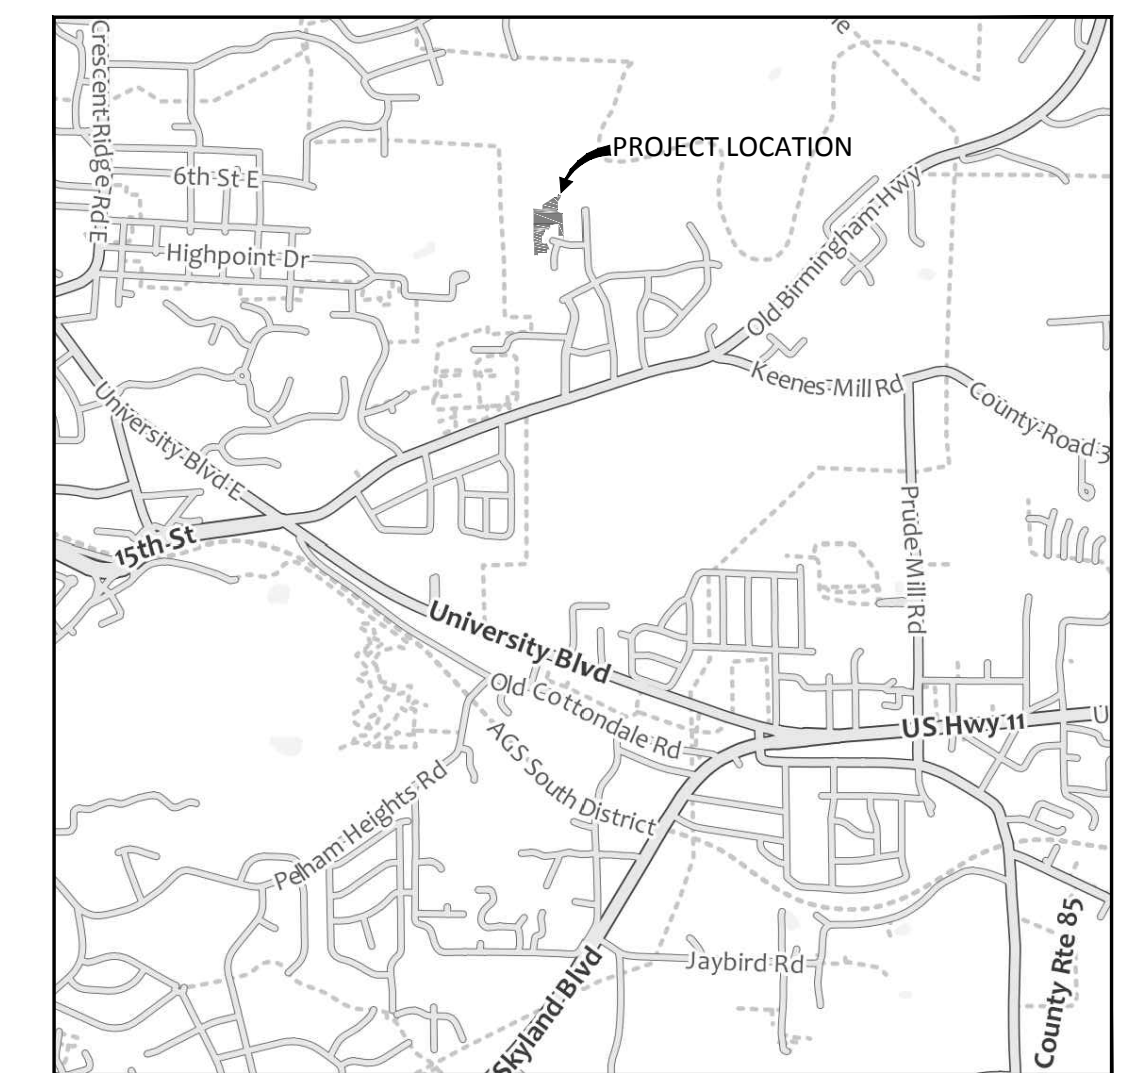 Crescent Ridge Rd E
PROJECT LOCATION
6th St E
Highpoint Dr
Old Birmingham Hwy
Keenes Mill Rd
County Road 3
University Blvd E
Prude Mill Rd
15th St
University Blvd
Old Cottondale Rd
US Hwy 11
U
AGS South District
Pelham Heights Rd
Jaybird Rd
Skyland Blvd
County Rte 85